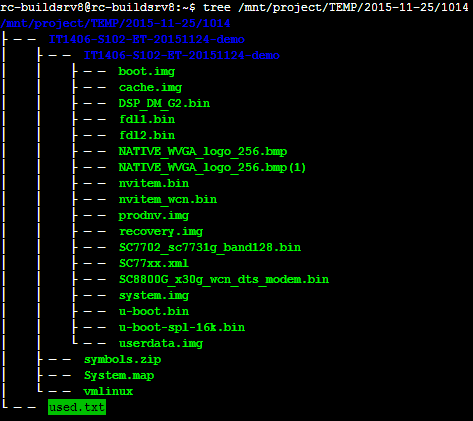 rc-buildsrv8@rc-buildsrv8:~$ tree /mnt/project/TEMP/2015-11-25/1014
/mnt/project/TEMP/2015-11-25/1014
├── IT1406-S102-ET-20151124-demo
│   ├── IT1406-S102-ET-20151124-demo
│   │   ├── boot.img
│   │   ├── cache.img
│   │   ├── DSP_DM_G2.bin
│   │   ├── fdl1.bin
│   │   ├── fdl2.bin
│   │   ├── NATIVE_WVGA_logo_256.bmp
│   │   ├── NATIVE_WVGA_logo_256.bmp(1)
│   │   ├── nvitem.bin
│   │   ├── nvitem_wcn.bin
│   │   ├── prodnv.img
│   │   ├── recovery.img
│   │   ├── SC7702_sc7731g_band128.bin
│   │   ├── SC77xx.xml
│   │   ├── SC8800G_x30g_wcn_dts_modem.bin
│   │   ├── system.img
│   │   ├── u-boot.bin
│   │   ├── u-boot-spl-16k.bin
│   │   └── userdata.img
│   ├── symbols.zip
│   ├── System.map
│   └── vmlinux
└── used.txt